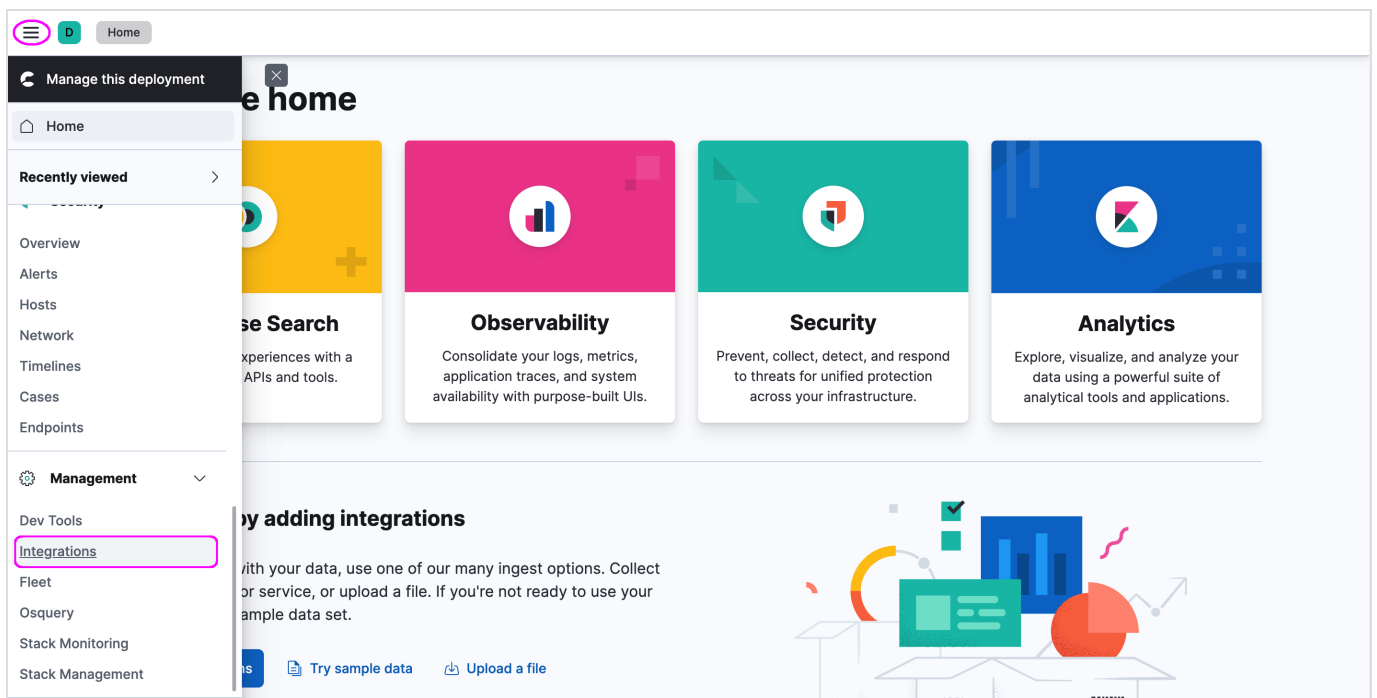 D
Home
Manage this deployment
e home
Home
Recently viewed
Security
Overview
Alerts
Hosts
Network
Timelines
Cases
Endpoints
Management
Dev Tools
Integrations
Fleet
Osquery
Stack Monitoring
Stack Management
se Search
xperiences with a
APIs and tools.
Observability
Consolidate your logs, metrics,
application traces, and system
availability with purpose-built UIs.
Security
Prevent, collect, detect, and respond
to threats for unified protection
across your infrastructure.
Analytics
Explore, visualize, and analyze your
data using a powerful suite of
analytical tools and applications.
by adding integrations
with your data, use one of our many ingest options. Collect
or service, or upload a file. If you're not ready to use your
ample data set.
ns
Try sample data
Upload a file